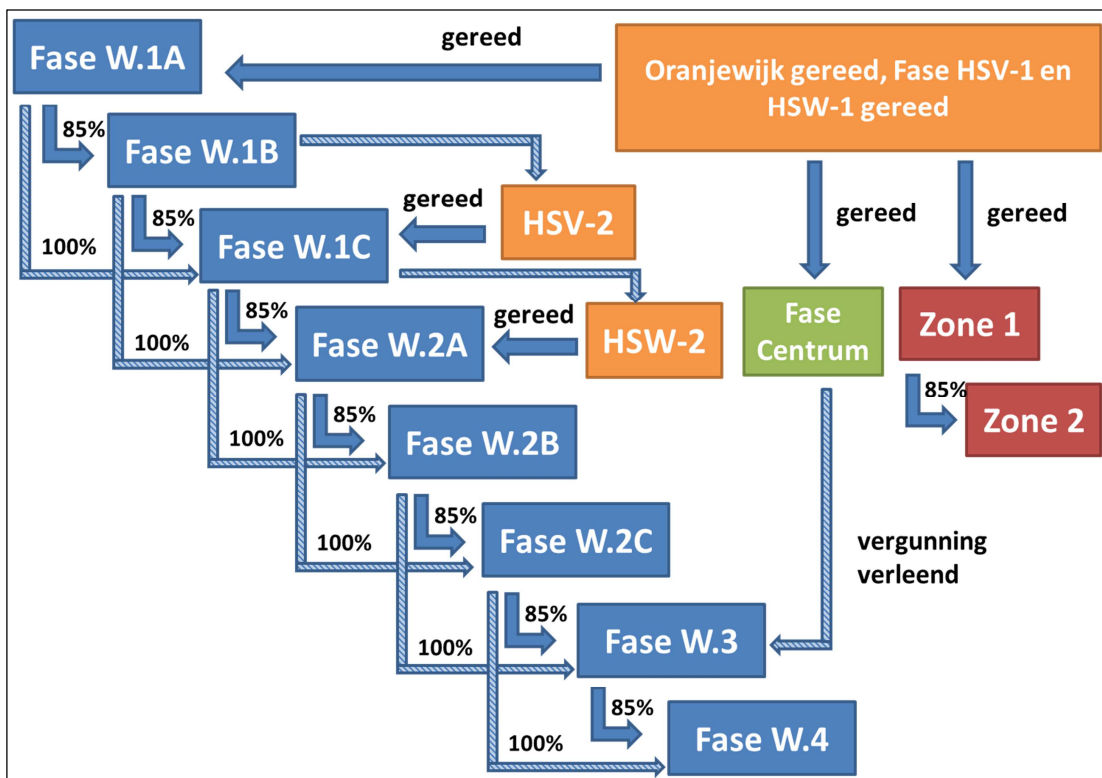 Fase W.1A
gereed
Oranjewijk gereed, Fase HSV-1 en
HSW-1 gereed
85%
Fase W.1B
gereed
HSV-2
85%
Fase W.1C
100%
gereed
gereed
85%
Fase W.2A
gereed
HSW-2
Fase
Centrum
Zone 1
100%
85%
Zone 2
85%
Fase W.2B
100%
85%
Fase W.2C
100%
vergunning
verleend
85%
Fase W.3
100%
85%
Fase W.4
100%